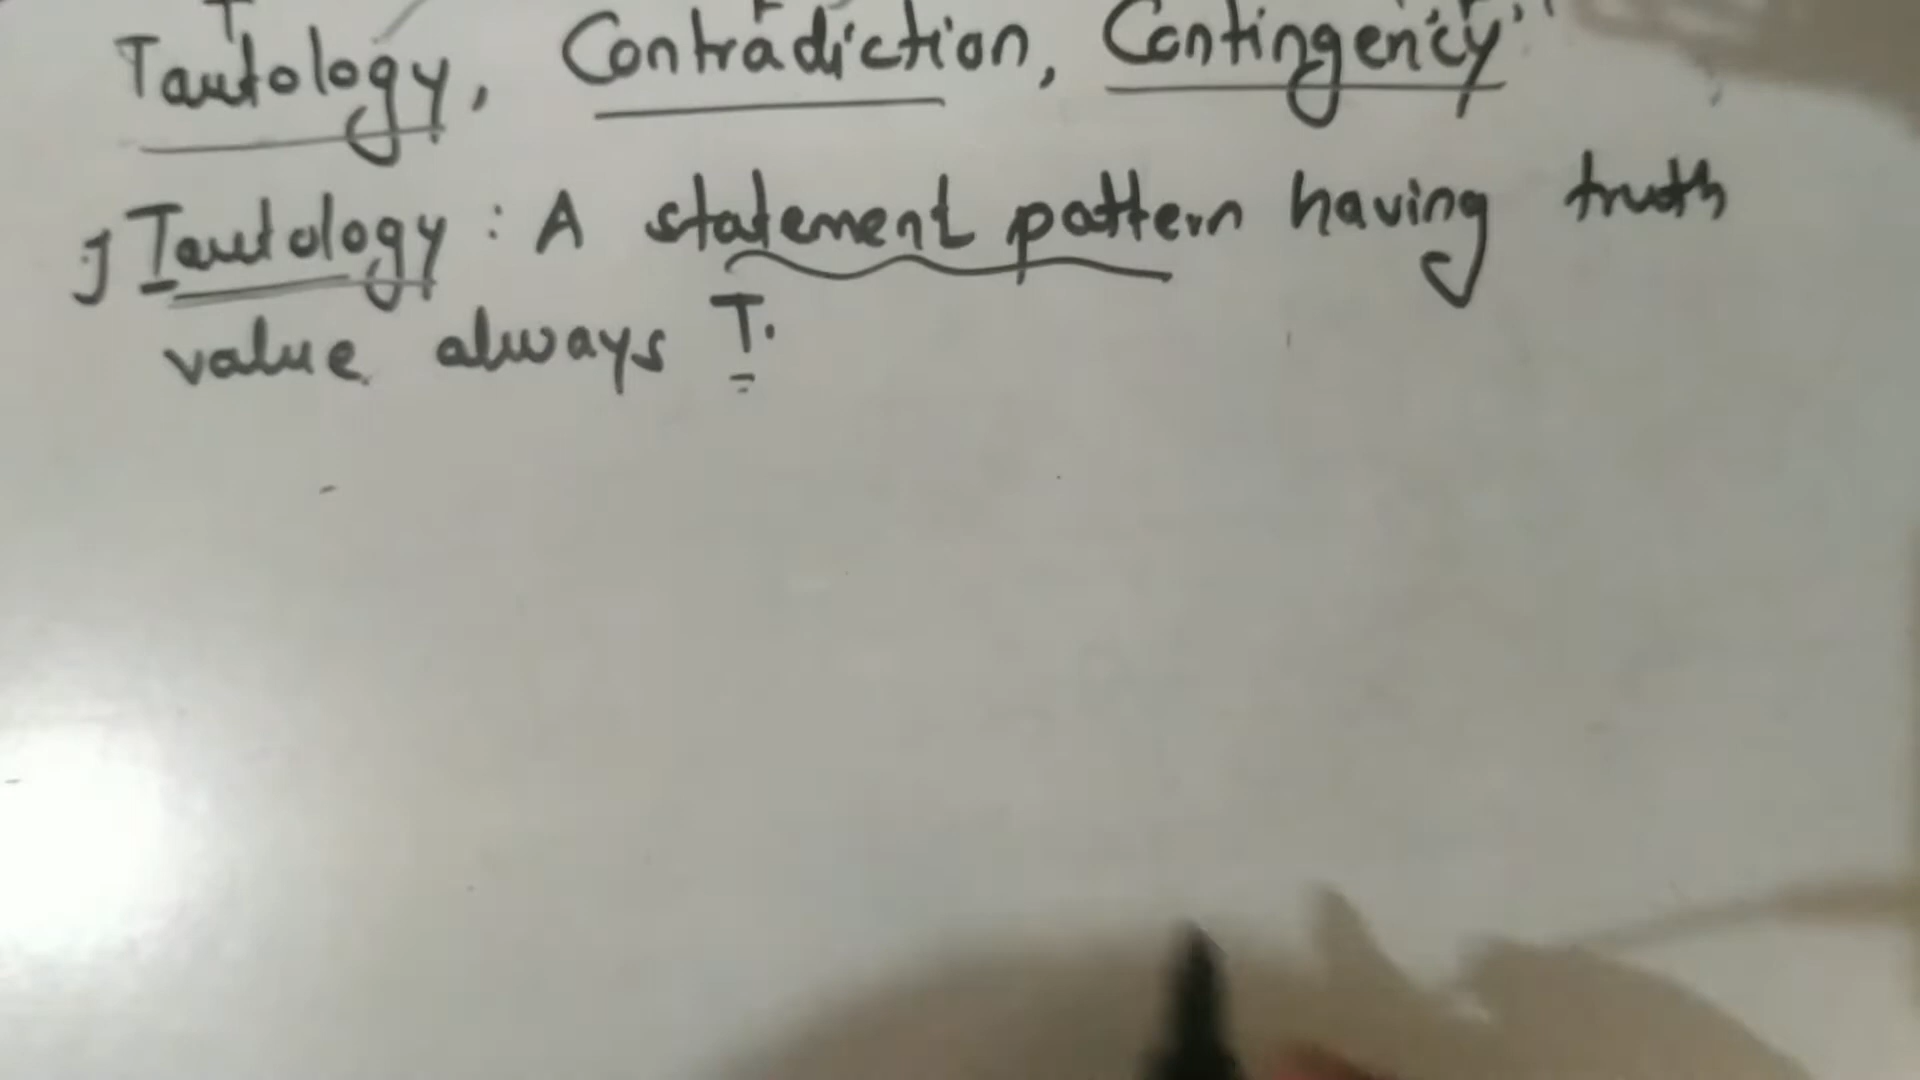 T F
Tautology, Contradiction, Contingency
1] Tautology : A statement pattern having truth
value always T.